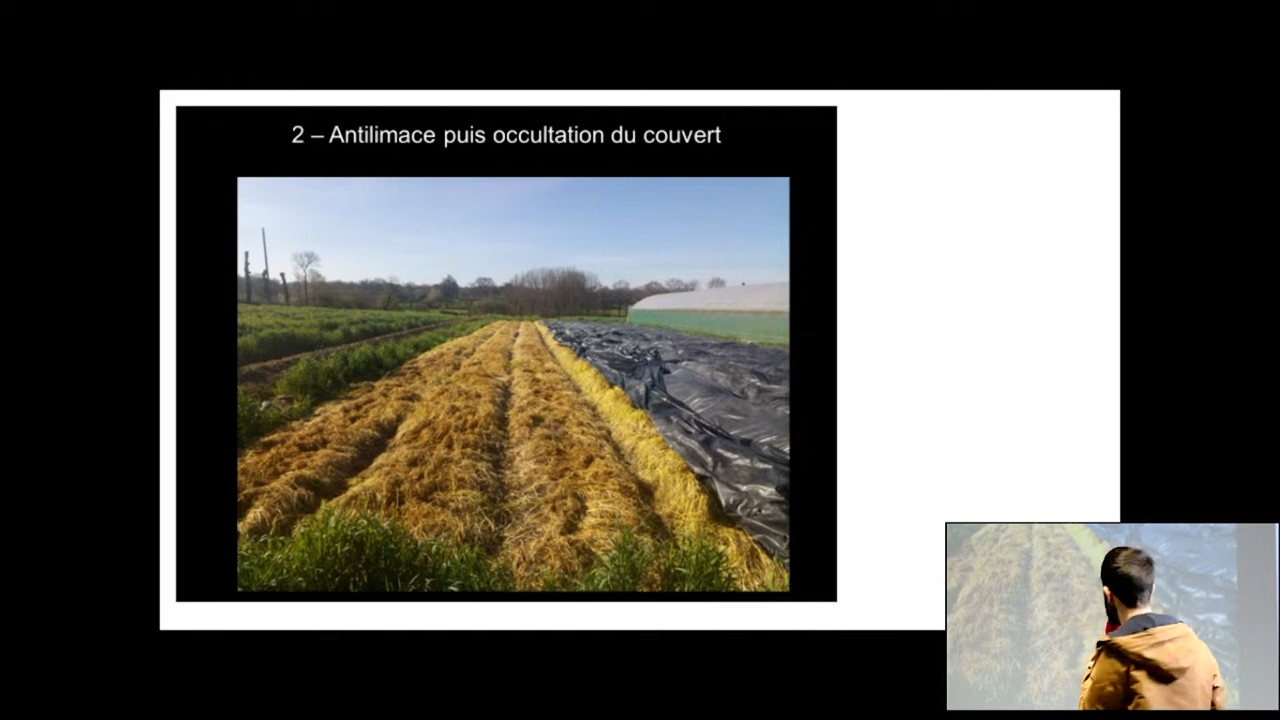 2 – Antilimace puis occultation du couvert